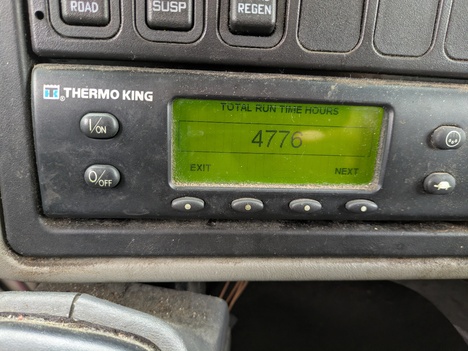 ROAD
SUSP
REGEN
THERMO KING
TOTAL RUN TIME HOURS
I/ON
4776
EXIT
NEXT
O/OFF